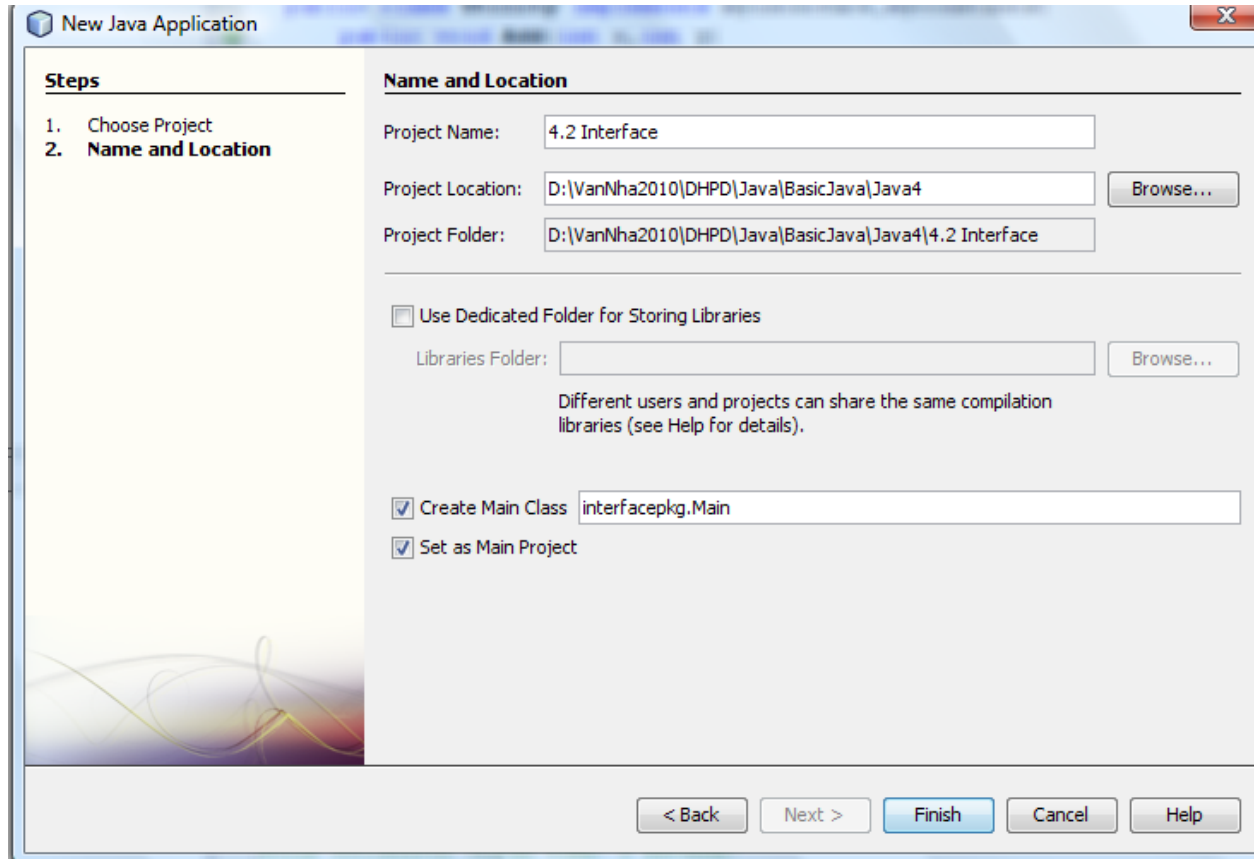 New Java Application
Steps
1. Choose Project
2. Name and Location
Name and Location
Project Name: 4.2 Interface
Project Location: D:\VanNha2010\DHPD\Java\BasicJava\Java4 Browse...
Project Folder: D:\VanNha2010\DHPD\Java\BasicJava\Java4\4.2 Interface
Use Dedicated Folder for Storing Libraries
Libraries Folder: Browse...
Different users and projects can share the same compilation
libraries (see Help for details).
Create Main Class interfacepkg.Main
Set as Main Project
< Back Next > Finish Cancel Help